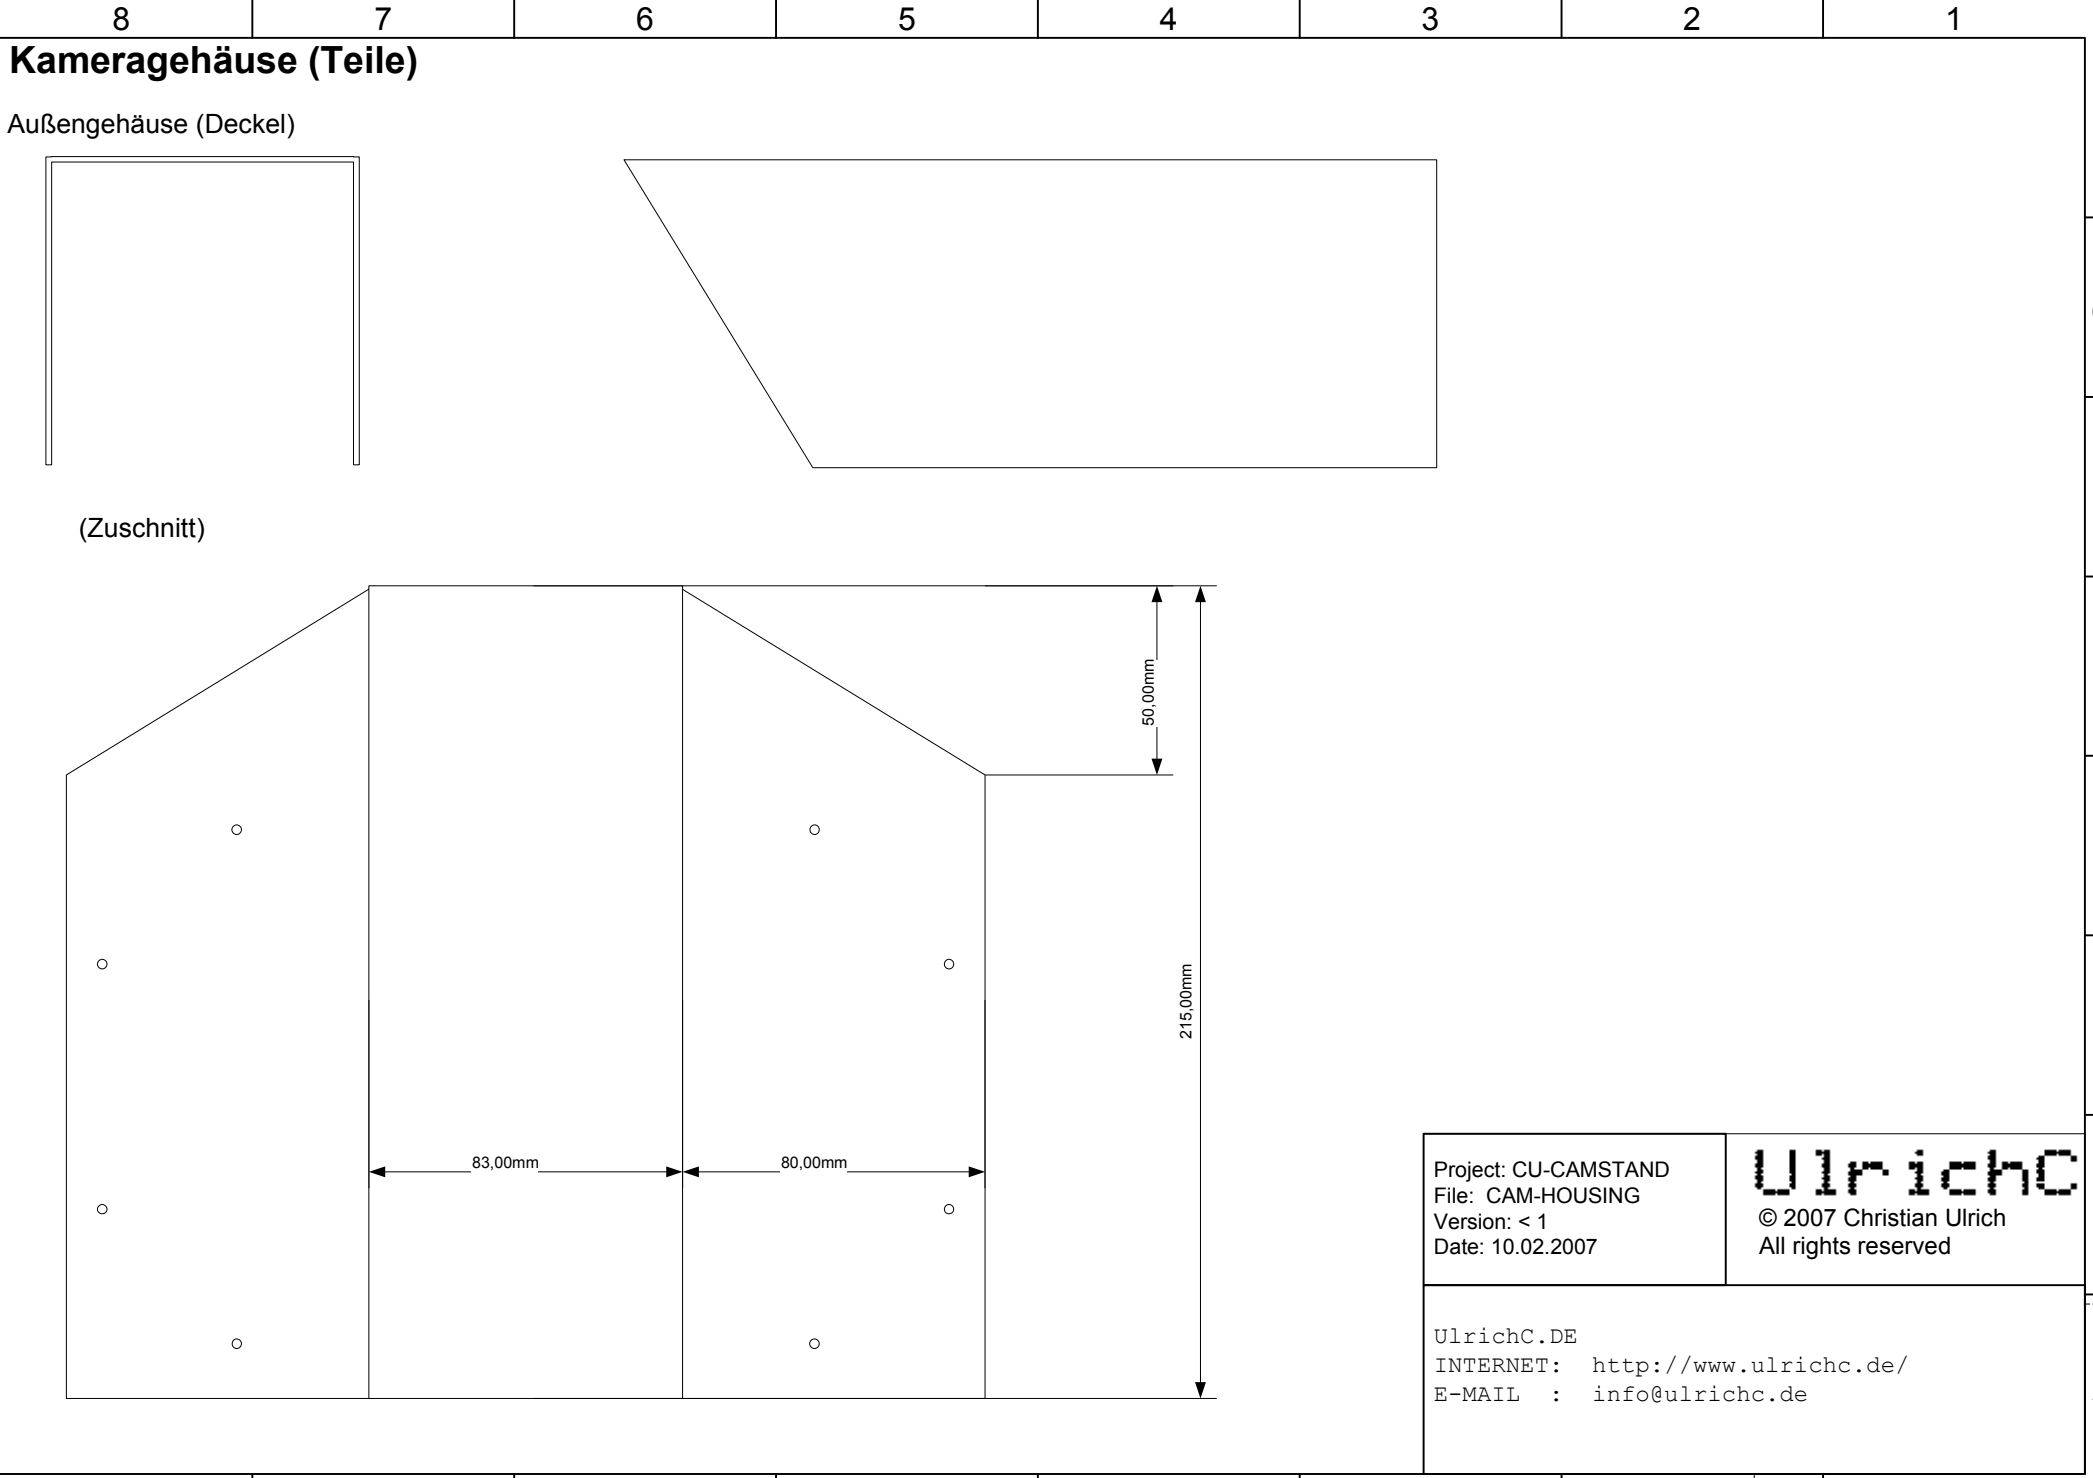 8 7 6 5 4 3 2 1
Kameragehäuse (Teile)
Außengehäuse (Deckel)
(Zuschnitt)
50,00mm
215,00mm
83,00mm
80,00mm
Project: CU-CAMSTAND
File: CAM-HOUSING
Version: < 1
Date: 10.02.2007
UlrichC
© 2007 Christian Ulrich
All rights reserved
UlrichC.DE
INTERNET: http://www.ulrichc.de/
E-MAIL : info@ulrichc.de